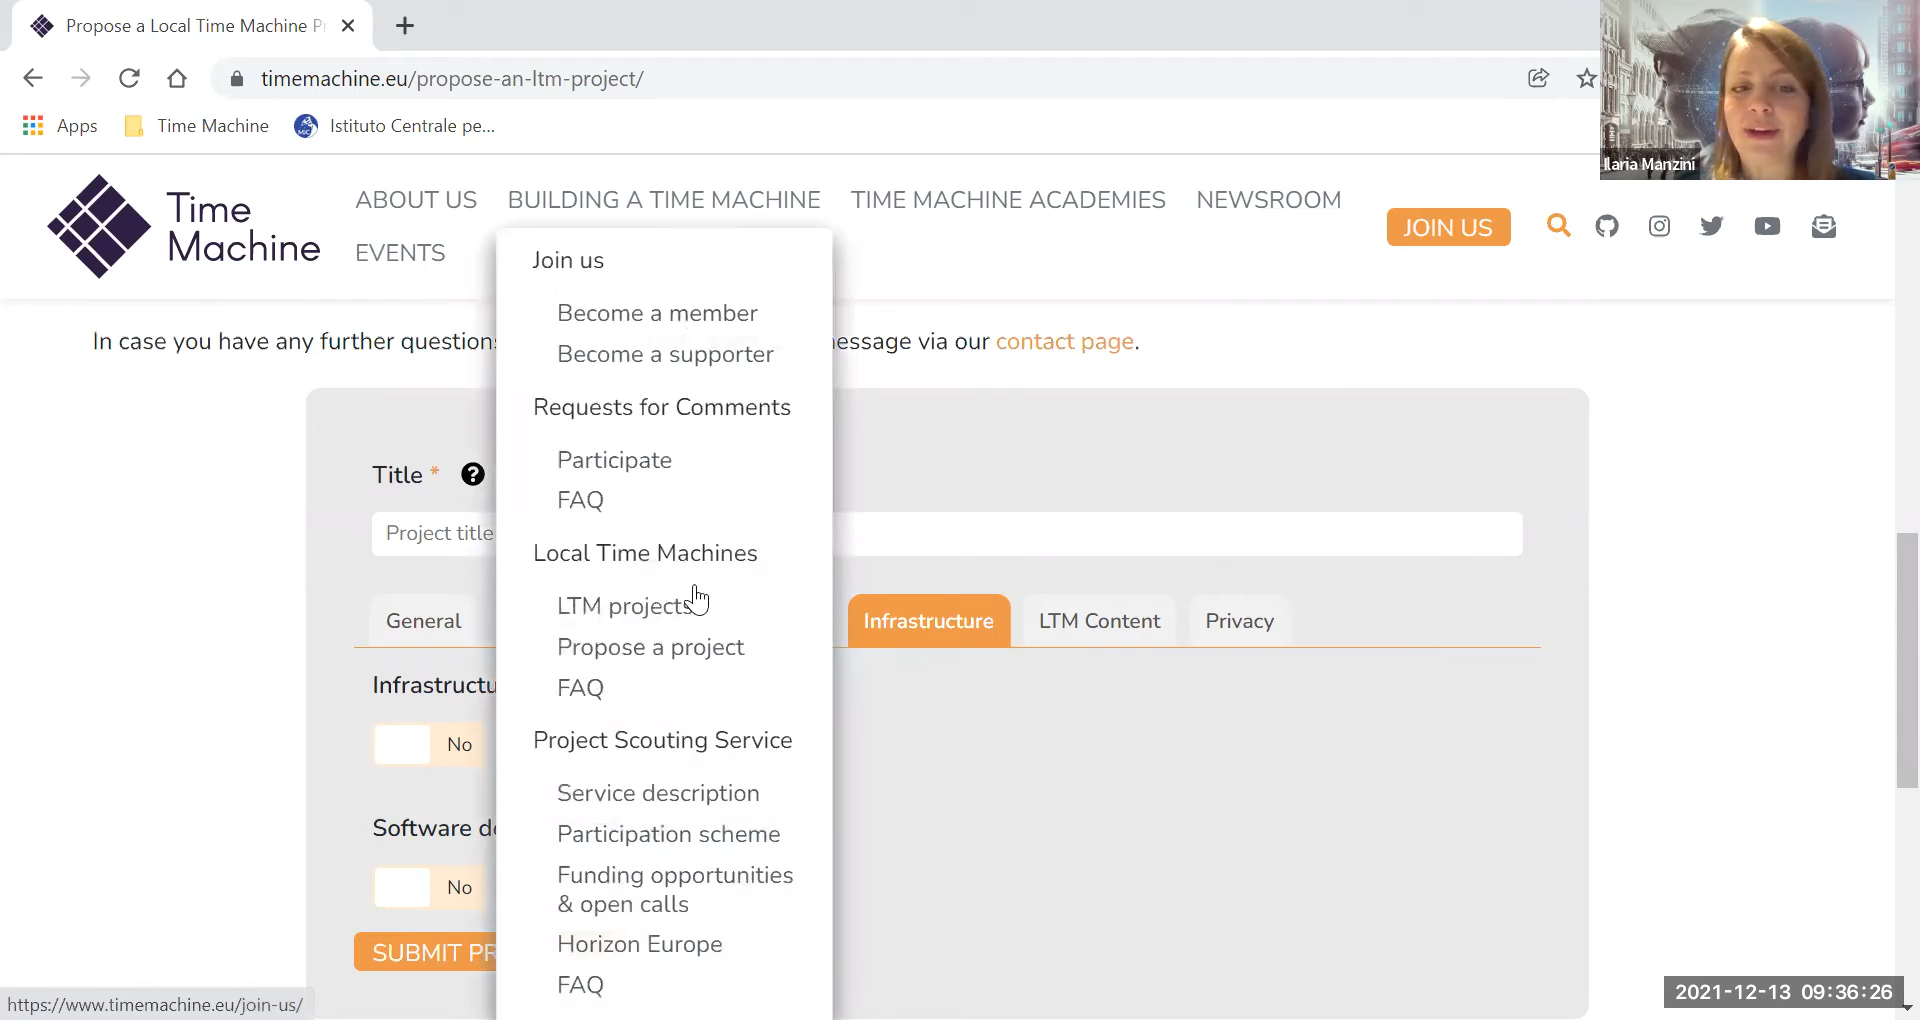 Propose a Local Time Machine P
timemachine.eu/propose-an-ltm-project/
Apps
Time Machine
Istituto Centrale pe...
Ilaria Manzini
Time
Machine
ABOUT US
BUILDING A TIME MACHINE
TIME MACHINE ACADEMIES
NEWSROOM
EVENTS
JOIN US
Join us
Become a member
Become a supporter
Requests for Comments
Participate
FAQ
Local Time Machines
LTM projects
Propose a project
FAQ
Project Scouting Service
Service description
Participation scheme
Funding opportunities
& open calls
Horizon Europe
FAQ
In case you have any further questions
essage via our contact page.
Title *
?
Project title
General
Infrastructure
LTM Content
Privacy
Infrastructu
No
Software d
No
SUBMIT PR
https://www.timemachine.eu/join-us/
2021-12-13 09:36:26